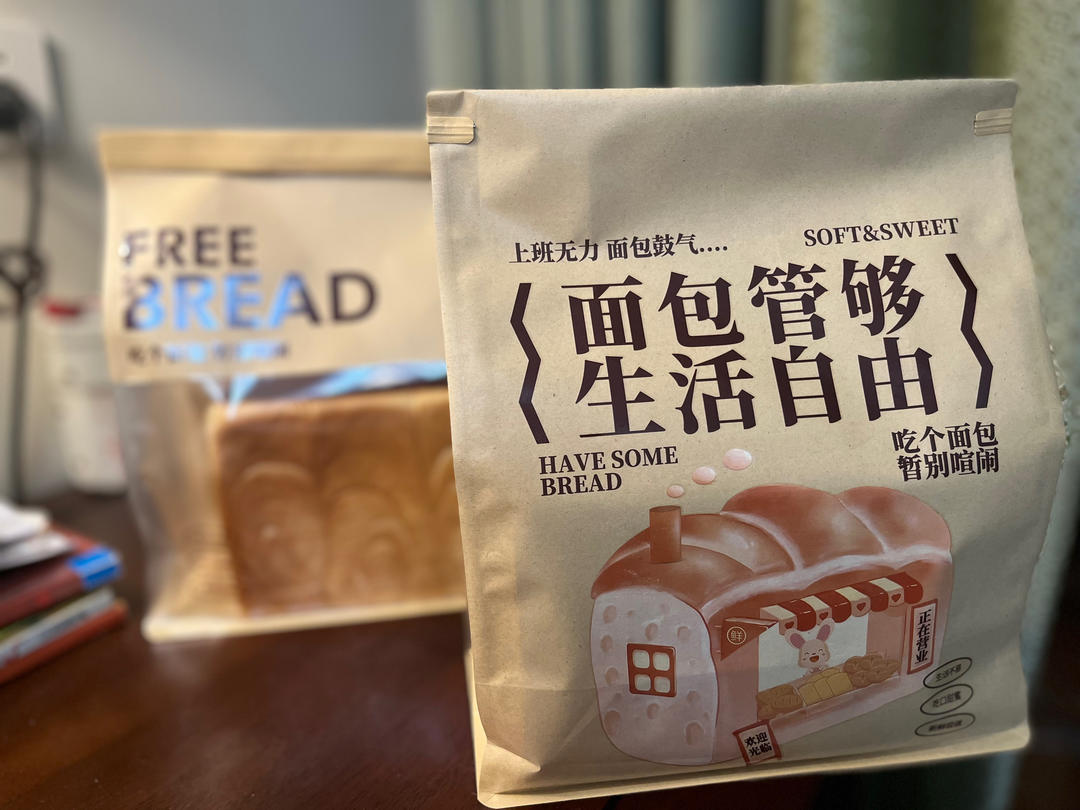 FREE
BREAD
上班无力 面包鼓气....
SOFT&SWEET
面包管够
生活自由
HAVE SOME
BREAD
吃个面包
暂别喧闹
鲜
正在营业
欢迎
光临